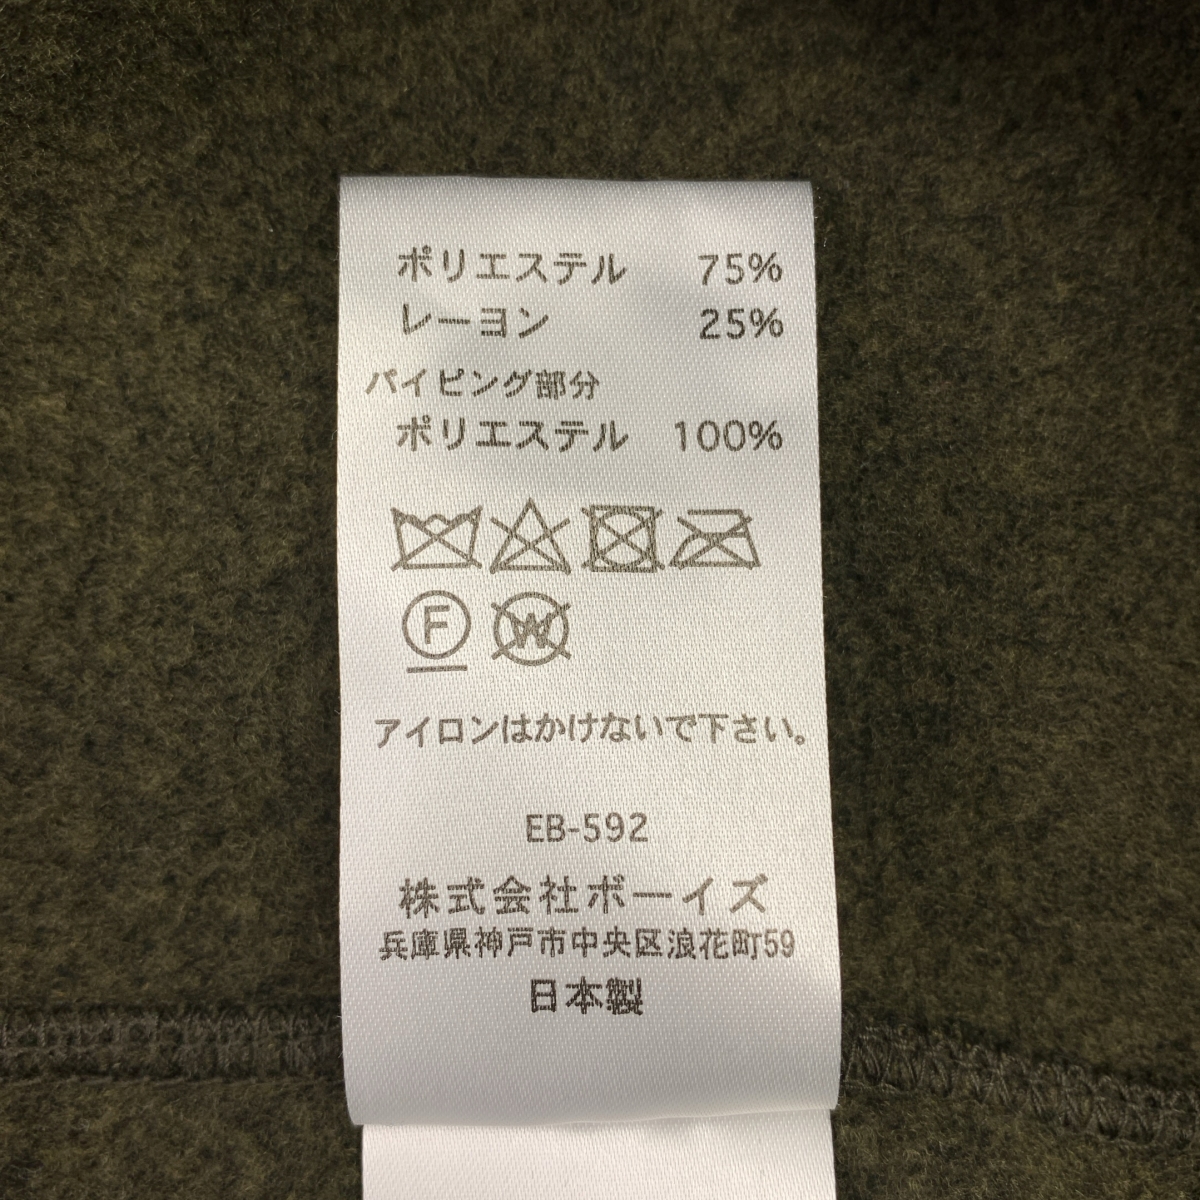 ポリエステル 75%
レーヨン 25%
パイピング部分
ポリエステル 100%
F W
アイロンはかけないで下さい。
EB-592
株式会社ボーイズ
兵庫県神戸市中央区浪花町59
日本製